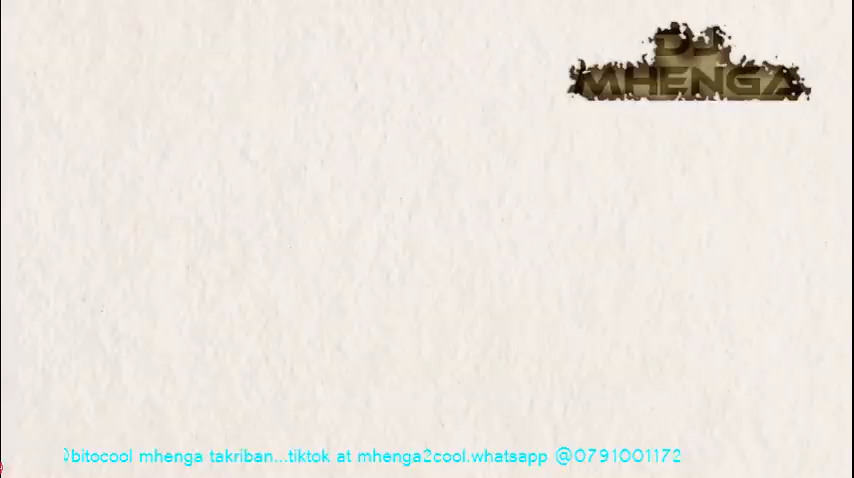 DJ
MHENGA
@bitocool mhenga takriban...tiktok at mhenga2cool.whatsapp @0791001172